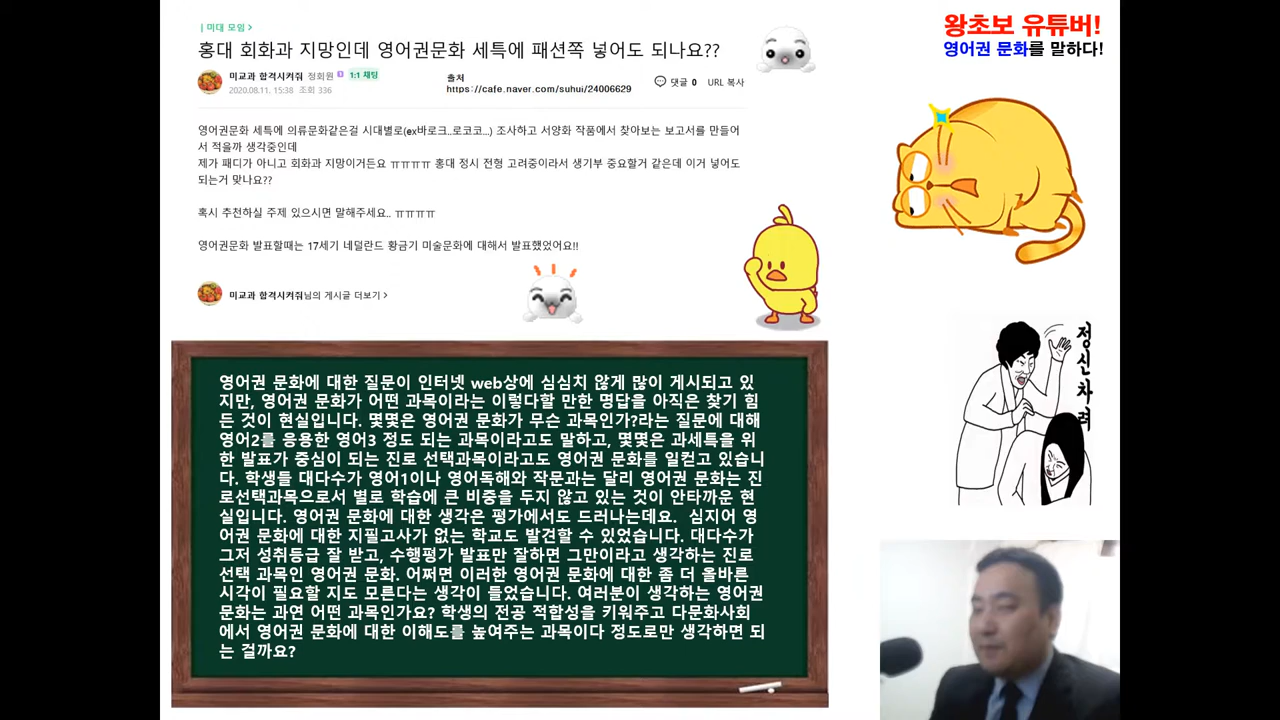 | 미대 모임 >
홍대 회화과 지망인데 영어권문화 세특에 패션쪽 넣어도 되나요??
미교과 합격시켜줘 정회원 1:1 채팅
2020.08.11. 15:38 조회 336
출처
https://cafe.naver.com/suhui/24006629
댓글 0 URL 복사
영어권문화 세특에 의류문화같은걸 시대별로(ex바로크..로코코...) 조사하고 서양화 작품에서 찾아보는 보고서를 만들어
서 적을까 생각중인데
제가 패디가 아니고 회화과 지망이거든요 ㅠㅠㅠㅠ 홍대 정시 전형 고려중이라서 생기부 중요할거 같은데 이거 넣어도
되는거 맞나요??
혹시 추천하실 주제 있으시면 말해주세요.. ㅠㅠㅠㅠ
영어권문화 발표할때는 17세기 네덜란드 황금기 미술문화에 대해서 발표했었어요!!
미교과 합격시켜줘님의 게시글 더보기 >
왕초보 유튜버!
영어권 문화를 말하다!
정신차려
영어권 문화에 대한 질문이 인터넷 web상에 심심치 않게 많이 게시되고 있
지만, 영어권 문화가 어떤 과목이라는 이렇다할 만한 명답을 아직은 찾기 힘
든 것이 현실입니다. 몇몇은 영어권 문화가 무슨 과목인가?라는 질문에 대해
영어2를 응용한 영어3 정도 되는 과목이라고도 말하고, 몇몇은 과세특을 위
한 발표가 중심이 되는 진로 선택과목이라고도 영어권 문화를 일컫고 있습니
다. 학생들 대다수가 영어1이나 영어독해와 작문과는 달리 영어권 문화는 진
로선택과목으로서 별로 학습에 큰 비중을 두지 않고 있는 것이 안타까운 현
실입니다. 영어권 문화에 대한 생각은 평가에서도 드러나는데요. 심지어 영
어권 문화에 대한 지필고사가 없는 학교도 발견할 수 있었습니다. 대다수가
그저 성취등급 잘 받고, 수행평가 발표만 잘하면 그만이라고 생각하는 진로
선택 과목인 영어권 문화. 어쩌면 이러한 영어권 문화에 대한 좀 더 올바른
시각이 필요할 지도 모른다는 생각이 들었습니다. 여러분이 생각하는 영어권
문화는 과연 어떤 과목인가요? 학생의 전공 적합성을 키워주고 다문화사회
에서 영어권 문화에 대한 이해도를 높여주는 과목이다 정도로만 생각하면 되
는 걸까요?